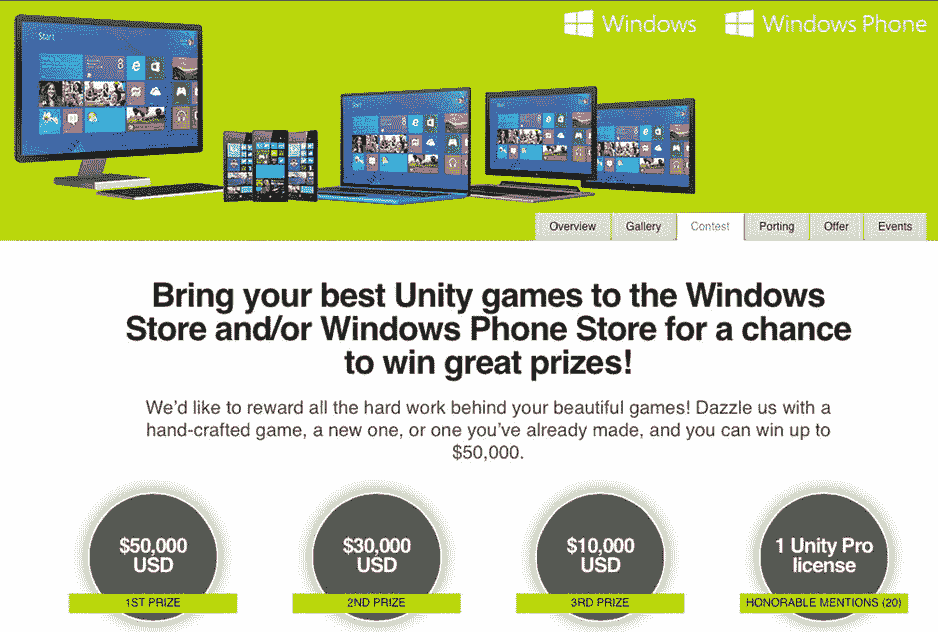 Windows
Windows Phone
Start
Overview
Gallery
Contest
Porting
Offer
Events
Bring your best Unity games to the Windows
Store and/or Windows Phone Store for a chance
to win great prizes!
We'd like to reward all the hard work behind your beautiful games! Dazzle us with a
hand-crafted game, a new one, or one you've already made, and you can win up to
$50,000.
$50,000
USD
1ST PRIZE
$30,000
USD
2ND PRIZE
$10,000
USD
3RD PRIZE
1 Unity Pro
license
HONORABLE MENTIONS (20)